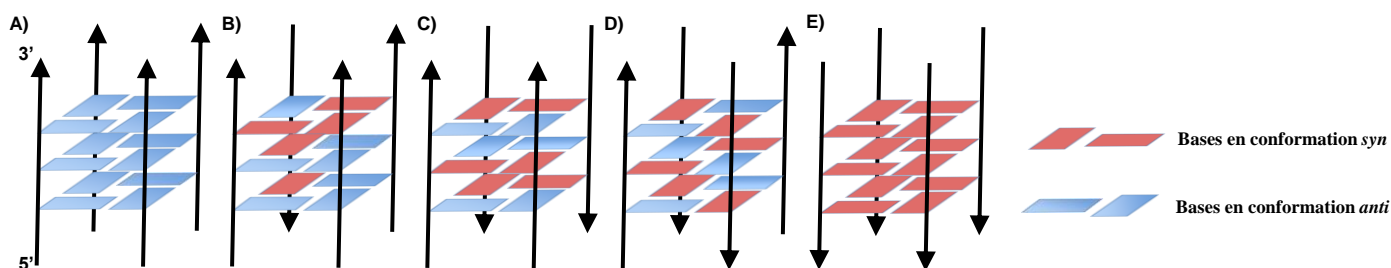 A)
B)
C)
D)
E)
3’
5’
Bases en conformation syn
Bases en conformation anti